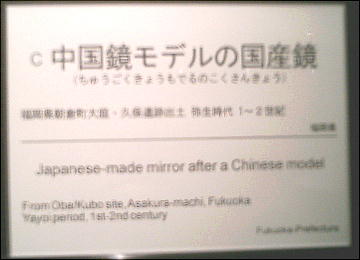 C 中国鏡モデルの国産鏡
（ちゅうごくきょうもでるのこくさんきょう）
福岡県朝倉町大庭・久保遺跡出土 弥生時代 1〜2世紀
福岡県
Japanese-made mirror after a Chinese model
From Oba/Kubo site, Asakura-machi, Fukuoka
Yayoi period, 1st-2nd century
Fukuoka Prefecture